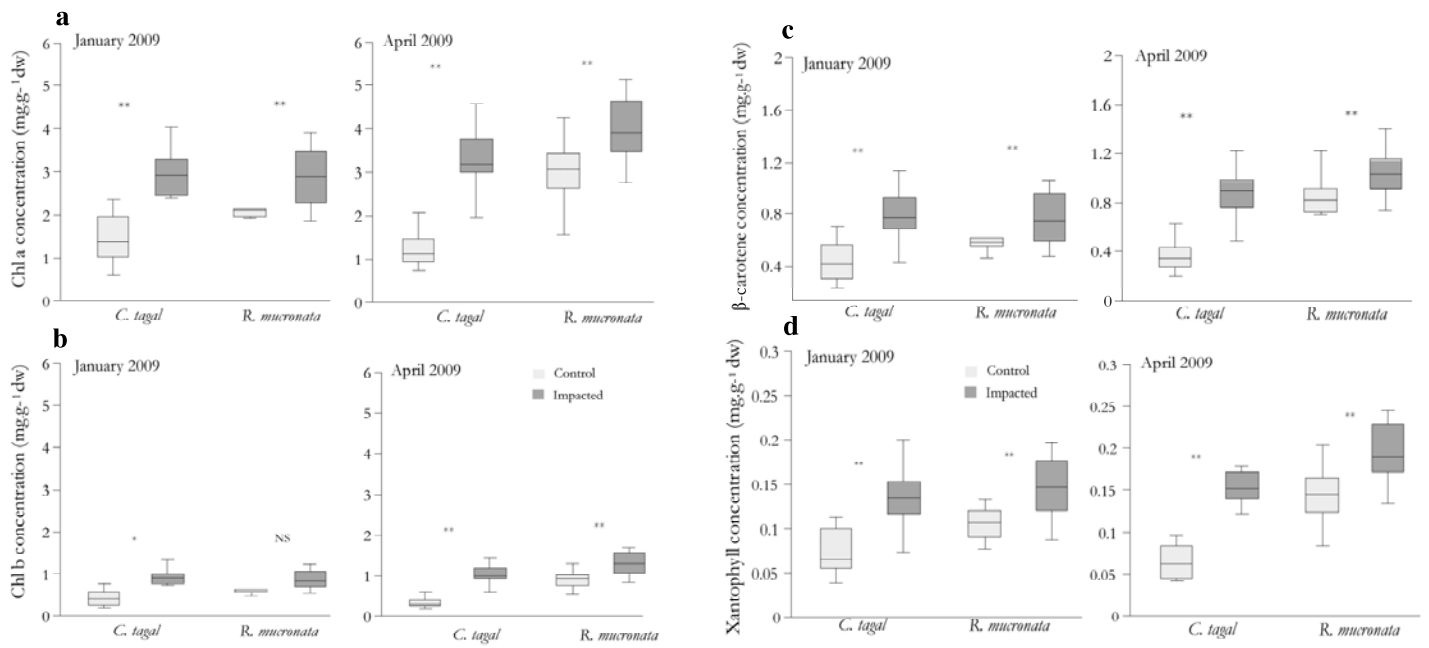 a
January 2009
April 2009
Chl a concentration (mg.g-¹dw)
6
5
4
3
2
1
0
**
**
C. tagal
R. mucronata
6
5
4
3
2
1
0
**
**
C. tagal
R. mucronata
b
January 2009
April 2009
Chl b concentration (mg.g-¹dw)
6
5
4
3
2
1
0
*
NS
C. tagal
R. mucronata
6
5
4
3
2
1
0
Control
Impacted
**
**
C. tagal
R. mucronata
c
January 2009
April 2009
β-carotene concentration (mg.g-¹dw)
2
1.6
1.2
0.8
0.4
**
**
C. tagal
R. mucronata
2
1.6
1.2
0.8
0.4
0
**
**
C. tagal
R. mucronata
d
January 2009
April 2009
Xantophyll concentration (mg.g-¹dw)
0.3
0.25
0.2
0.15
0.1
0.05
0
Control
Impacted
**
**
C. tagal
R. mucronata
0.3
0.25
0.2
0.15
0.1
0.05
0
**
**
C. tagal
R. mucronata